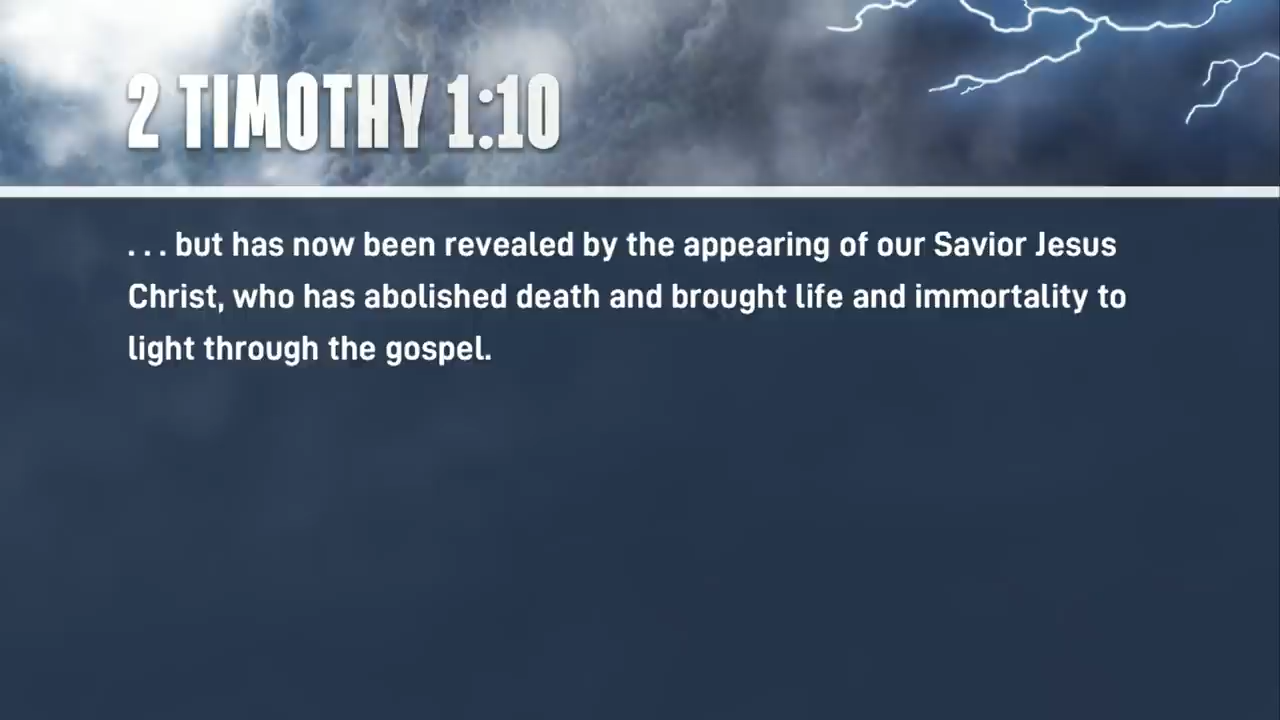 2 TIMOTHY 1:10
. . . but has now been revealed by the appearing of our Savior Jesus
Christ, who has abolished death and brought life and immortality to
light through the gospel.